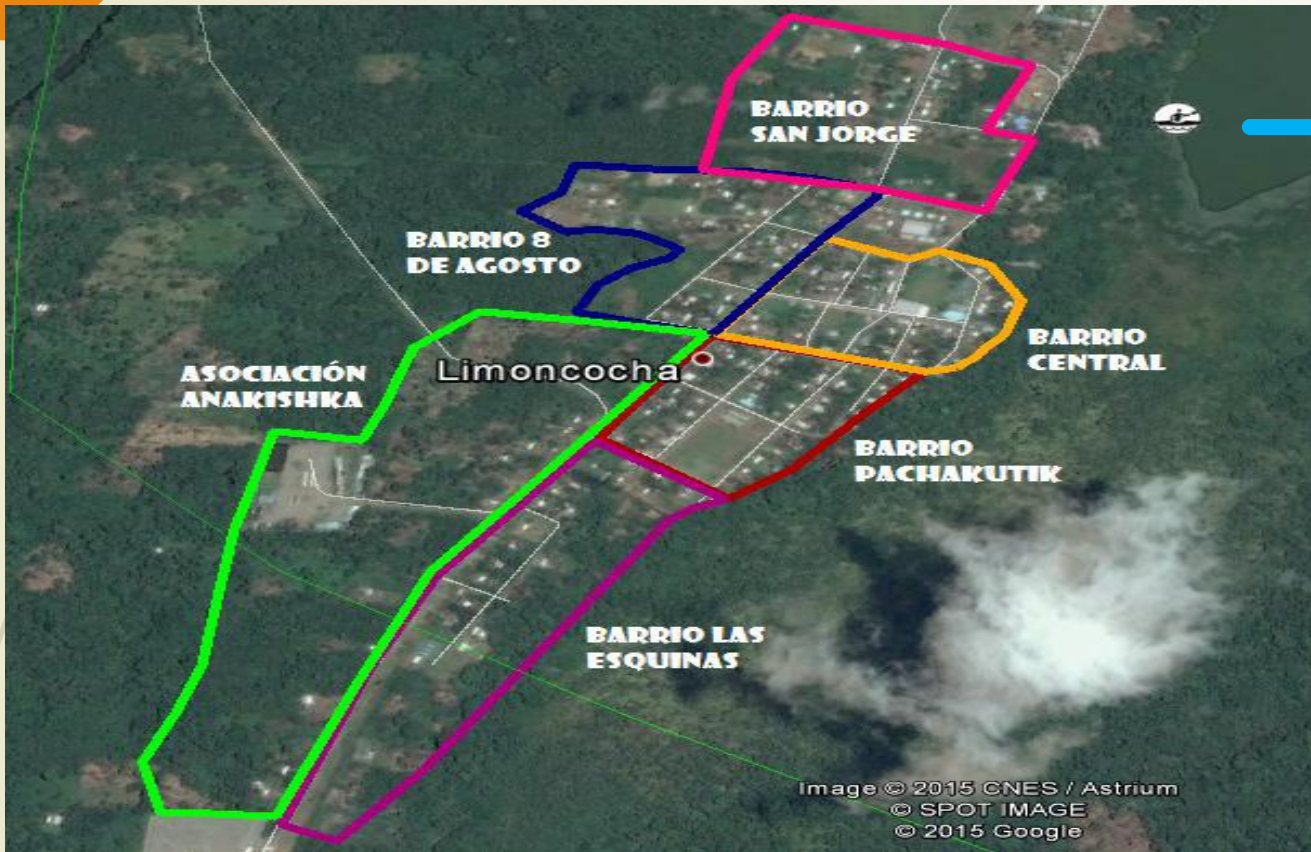 BARRIO
SAN JORGE
BARRIO 8
DE AGOSTO
BARRIO
CENTRAL
ASOCIACIÓN
ANAKISHKA
Limoncocha
BARRIO
PACHAKUTIK
BARRIO LAS
ESQUINAS
Image © 2015 CNES / Astrium
© SPOT IMAGE
© 2015 Google